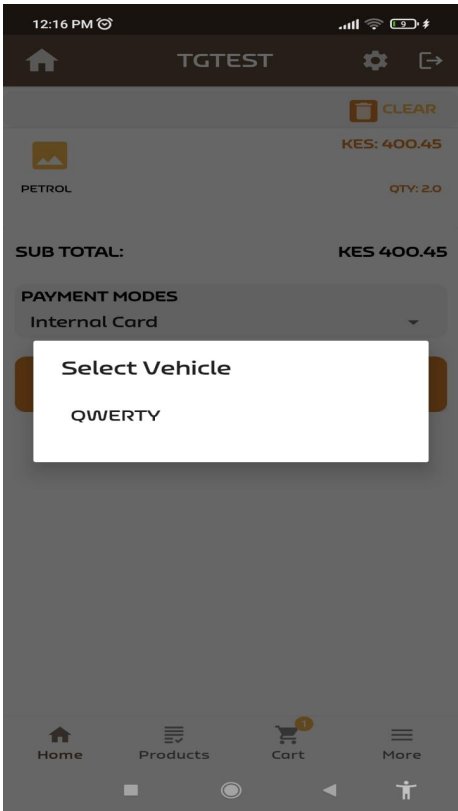 12:16 PM
9
TGTEST
CLEAR
KES: 400.45
PETROL
QTY: 2.0
SUB TOTAL:
KES 400.45
PAYMENT MODES
Internal Card
Select Vehicle
QWERTY
1
Home
Products
Cart
More